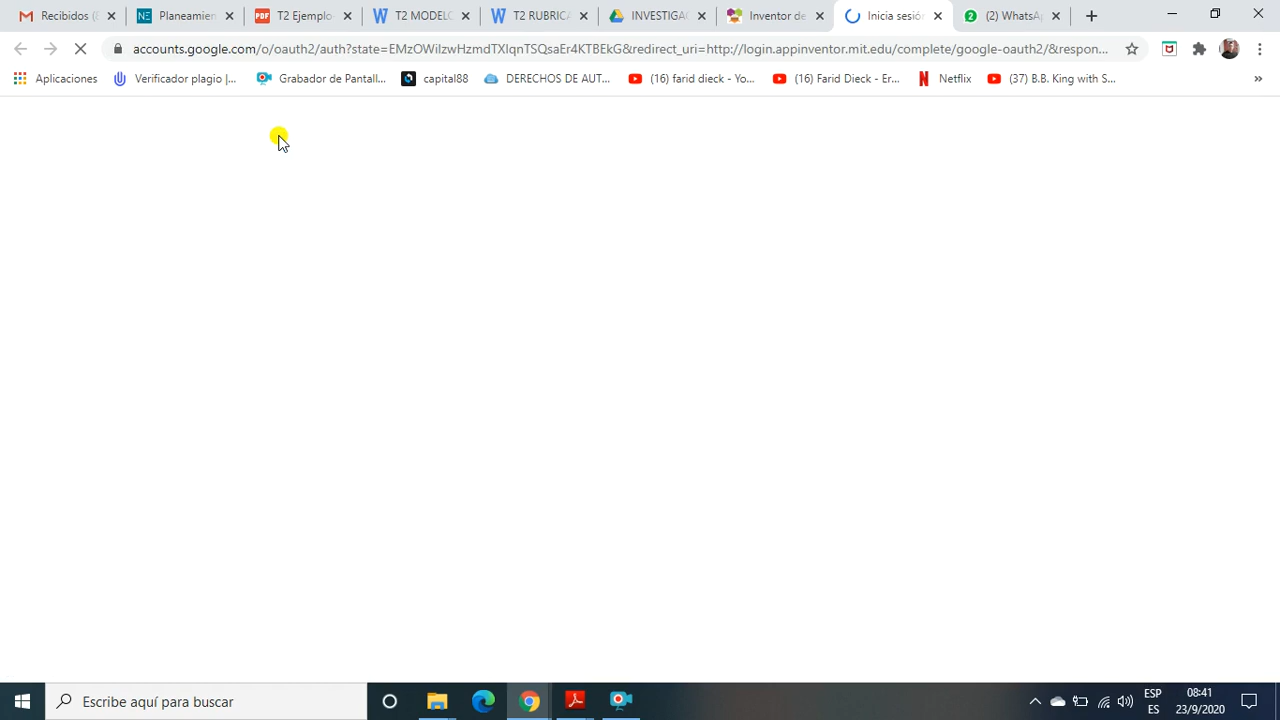 Recibidos (
Planeamien
PDF T2 Ejemplo
T2 MODELO
T2 RUBRICA
INVESTIGA
Inventor de
Inicia sesió
2 (2) WhatsA
accounts.google.com/o/oauth2/auth?state=EMzOWilzwHzmdTXIqnTSQsaEr4KTBEkG&redirect_uri=http://login.appinventor.mit.edu/complete/google-oauth2/&respon...
Aplicaciones
Verificador plagio |...
Grabador de Pantall...
capital88
DERECHOS DE AUT...
(16) farid dieck - Yo...
(16) Farid Dieck - Er...
Netflix
(37) B.B. King with S...
»
Escribe aquí para buscar
ESP
ES
08:41
23/9/2020